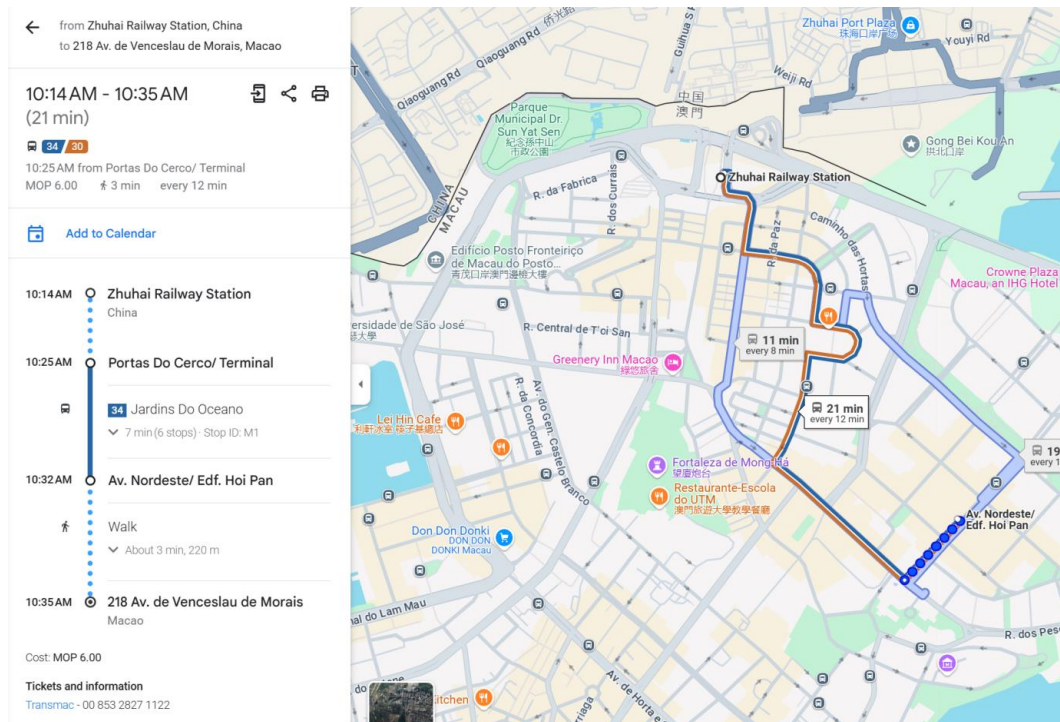 from Zhuhai Railway Station, China
to 218 Av. de Venceslau de Morais, Macao
10:14 AM - 10:35 AM
(21 min)
34 / 30
10:25 AM from Portas Do Cerco/ Terminal
MOP 6.00 3 min every 12 min
Add to Calendar
10:14 AM Zhuhai Railway Station
China
10:25 AM Portas Do Cerco/ Terminal
34 Jardins Do Oceano
7 min (6 stops) · Stop ID: M1
10:32 AM Av. Nordeste/ Edf. Hoi Pan
Walk
About 3 min, 220 m
10:35 AM 218 Av. de Venceslau de Morais
Macao
Cost: MOP 6.00
Tickets and information
Transmac - 00 853 2827 1122
Qiaoguang Rd
侨光路
Guihua S
Zhuhai Port Plaza
珠海口岸广场
Youyi Rd
Qiaoguang Rd
Weiji Rd
中国
澳門
Parque
Municipal Dr.
Sun Yat Sen
紀念孫中山
市政公園
Gong Bei Kou An
拱北口岸
Zhuhai Railway Station
R. da Fabrica
R. dos Currais
CHINA
MACAU
R. da Paz
Caminho das Hortas
Edifício Posto Fronteiriço
de Macau do Posto...
青茂口岸澳門邊檢大樓
Crowne Plaza
Macau, an IHG Hotel
ersidade de São José
R. Central de T'oi San
11 min
every 8 min
Greenery Inn Macao
綠悠旅舍
R. da Concordia
Av. do Gen. Castelo Branco
21 min
every 12 min
Lei Hin Cafe
19
every 1
Fortaleza de Mong-Há
望廈炮台
Restaurante-Escola
do UTM
澳門旅遊大學教學餐廳
Av. Nordeste/
Edf. Hoi Pan
Don Don Donki
DON DON
DONKI Macau
al do Lam Mau
R. dos Pes
Av. de Horta e
itchen
rriaga